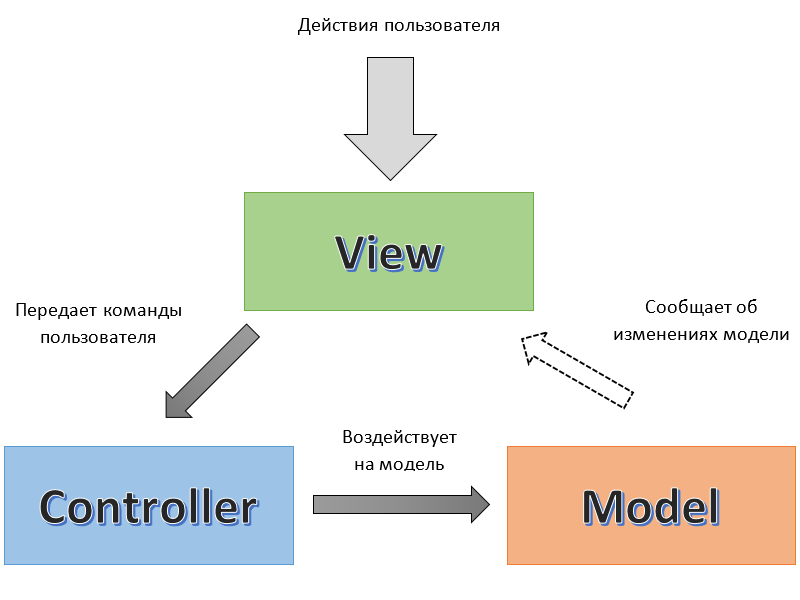 Действия пользователя
View
Передает команды
пользователя
Сообщает об
изменениях модели
Воздействует
на модель
Controller
Model